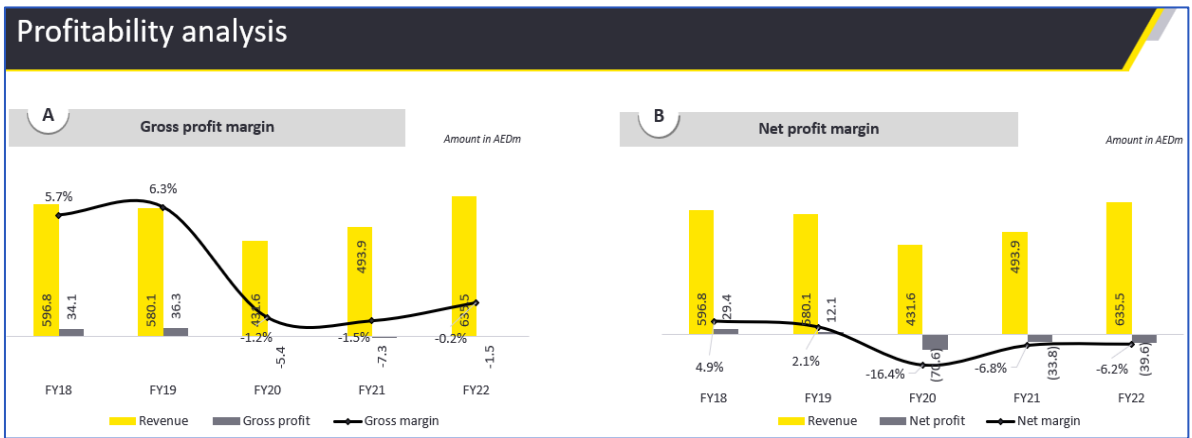 Profitability analysis
A
Gross profit margin
Amount in AEDm
5.7%
6.3%
596.8
34.1
580.1
36.3
431.6
-1.2%
-5.4
493.9
-1.5%
-7.3
635.5
-0.2%
-1.5
FY18
FY19
FY20
FY21
FY22
Revenue
Gross profit
Gross margin
B
Net profit margin
Amount in AEDm
596.8
29.4
4.9%
580.1
12.1
2.1%
431.6
-16.4%
(70.6)
493.9
-6.8%
(33.8)
635.5
-6.2%
(39.6)
FY18
FY19
FY20
FY21
FY22
Revenue
Net profit
Net margin